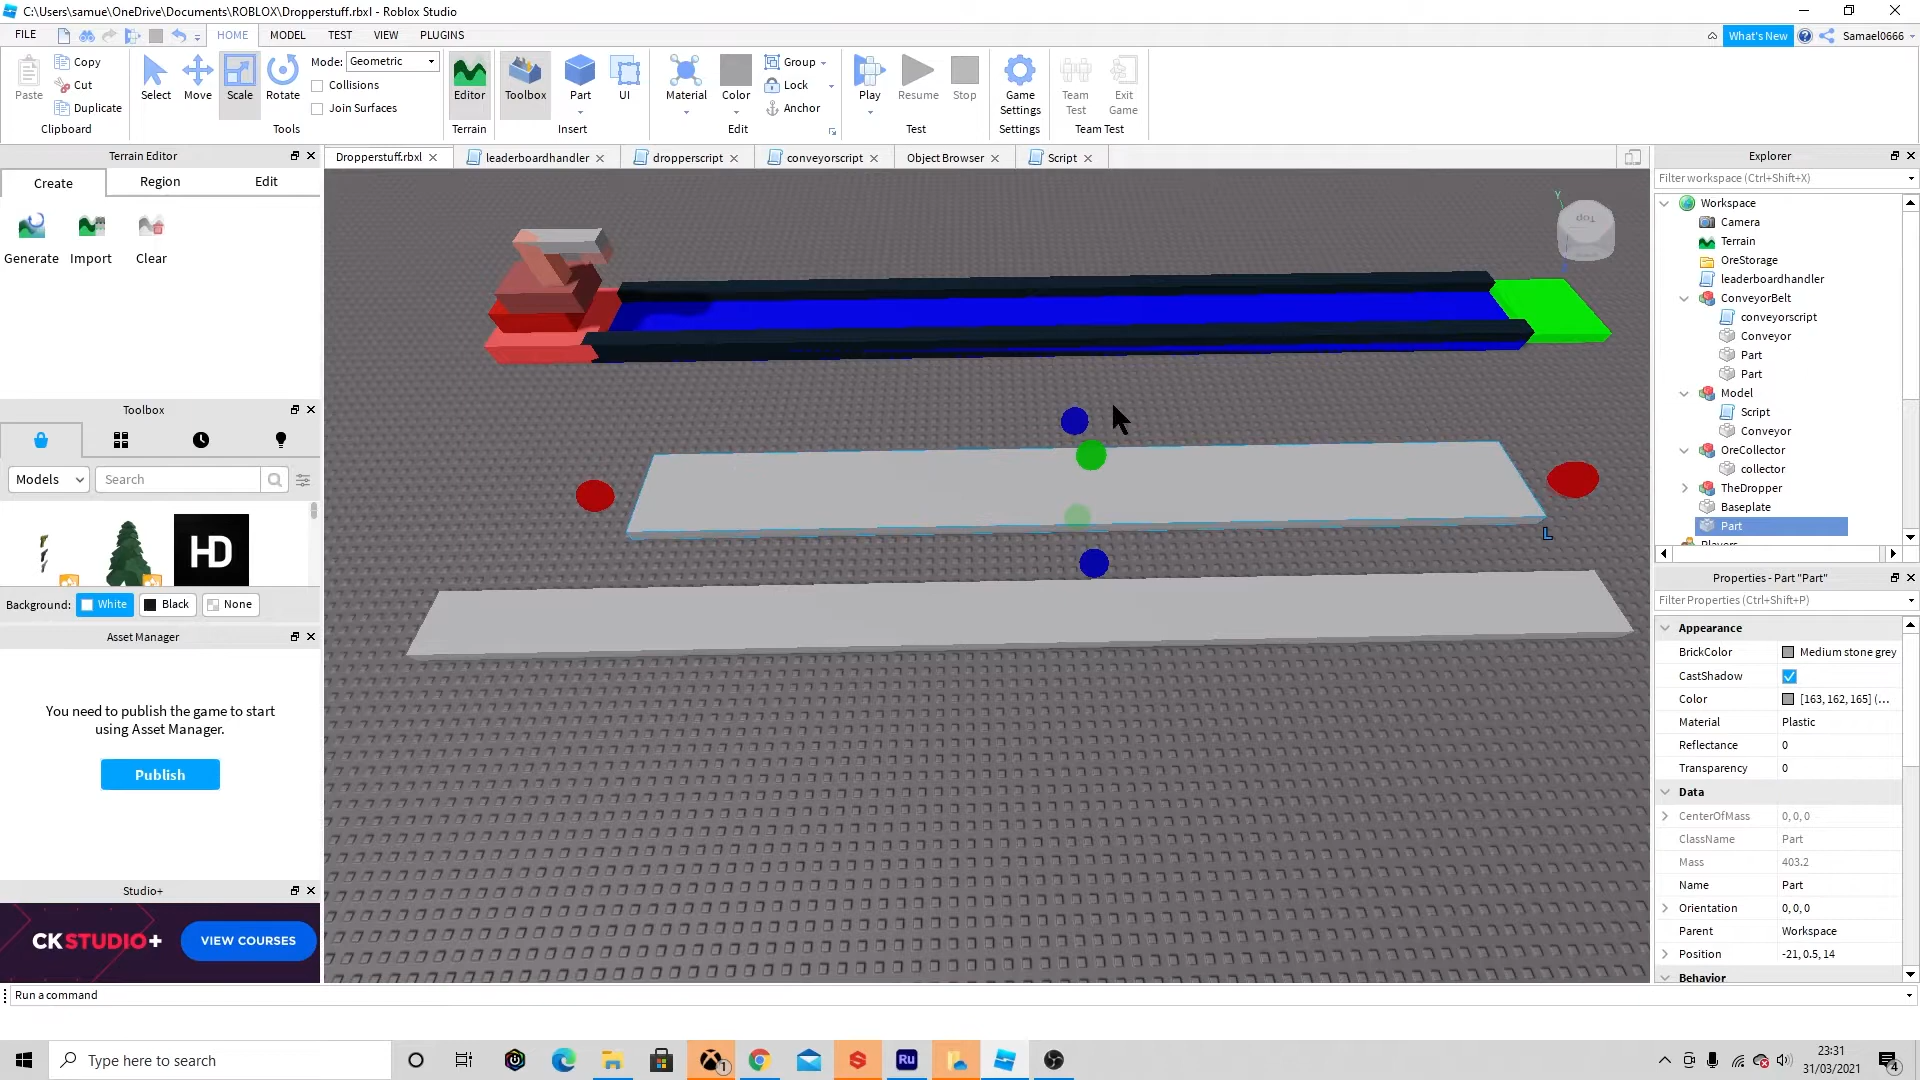 C:\Users\samue\OneDrive\Documents\ROBLOX\Dropperstuff.rbxl - Roblox Studio
FILE HOME MODEL TEST VIEW PLUGINS What's New Samael0666
Paste Copy Cut Duplicate Clipboard
Select Move Scale Rotate Mode: Geometric Collisions Join Surfaces Tools
Editor Terrain
Toolbox Part UI Insert
Material Color Group Lock Anchor Edit
Play Resume Stop Test
Game Settings Settings
Team Test Exit Game Team Test
Terrain Editor
Create Region Edit
Generate Import Clear
Toolbox
Models Search
HD
Background: White Black None
Asset Manager
You need to publish the game to start
using Asset Manager.
Publish
Studio+
CKSTUDIO+ VIEW COURSES
Dropperstuff.rbxl leaderboardhandler dropperscript conveyorscript Object Browser Script
Y
Top
L
Explorer
Filter workspace (Ctrl+Shift+X)
Workspace
Camera
Terrain
OreStorage
leaderboardhandler
ConveyorBelt
conveyorscript
Conveyor
Part
Part
Model
Script
Conveyor
OreCollector
collector
TheDropper
Baseplate
Part
Players
Properties - Part "Part"
Filter Properties (Ctrl+Shift+P)
Appearance
BrickColor Medium stone grey
CastShadow
Color [163, 162, 165] (...
Material Plastic
Reflectance 0
Transparency 0
Data
CenterOfMass 0, 0, 0
ClassName Part
Mass 403.2
Name Part
Orientation 0, 0, 0
Parent Workspace
Position -21, 0.5, 14
Behavior
Run a command
Type here to search
1
Ru
23:31
31/03/2021
4